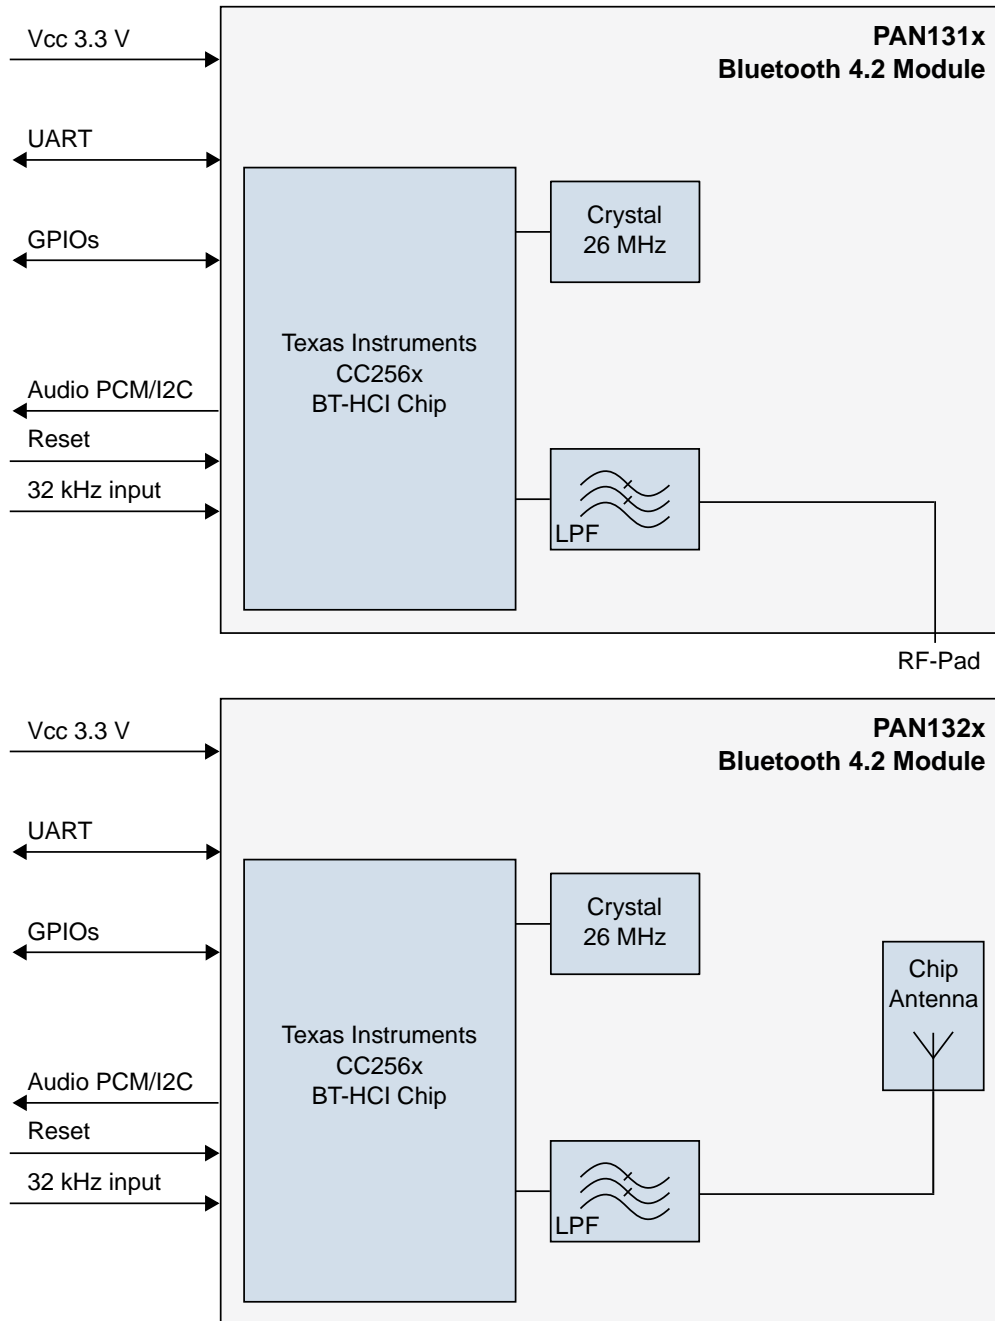 Vcc 3.3 V
PAN131x
Bluetooth 4.2 Module
UART
GPIOs
Crystal
26 MHz
Texas Instruments
CC256x
BT-HCI Chip
Audio PCM/I2C
Reset
32 kHz input
LPF
RF-Pad
Vcc 3.3 V
PAN132x
Bluetooth 4.2 Module
UART
GPIOs
Crystal
26 MHz
Chip
Antenna
Texas Instruments
CC256x
BT-HCI Chip
Audio PCM/I2C
Reset
32 kHz input
LPF